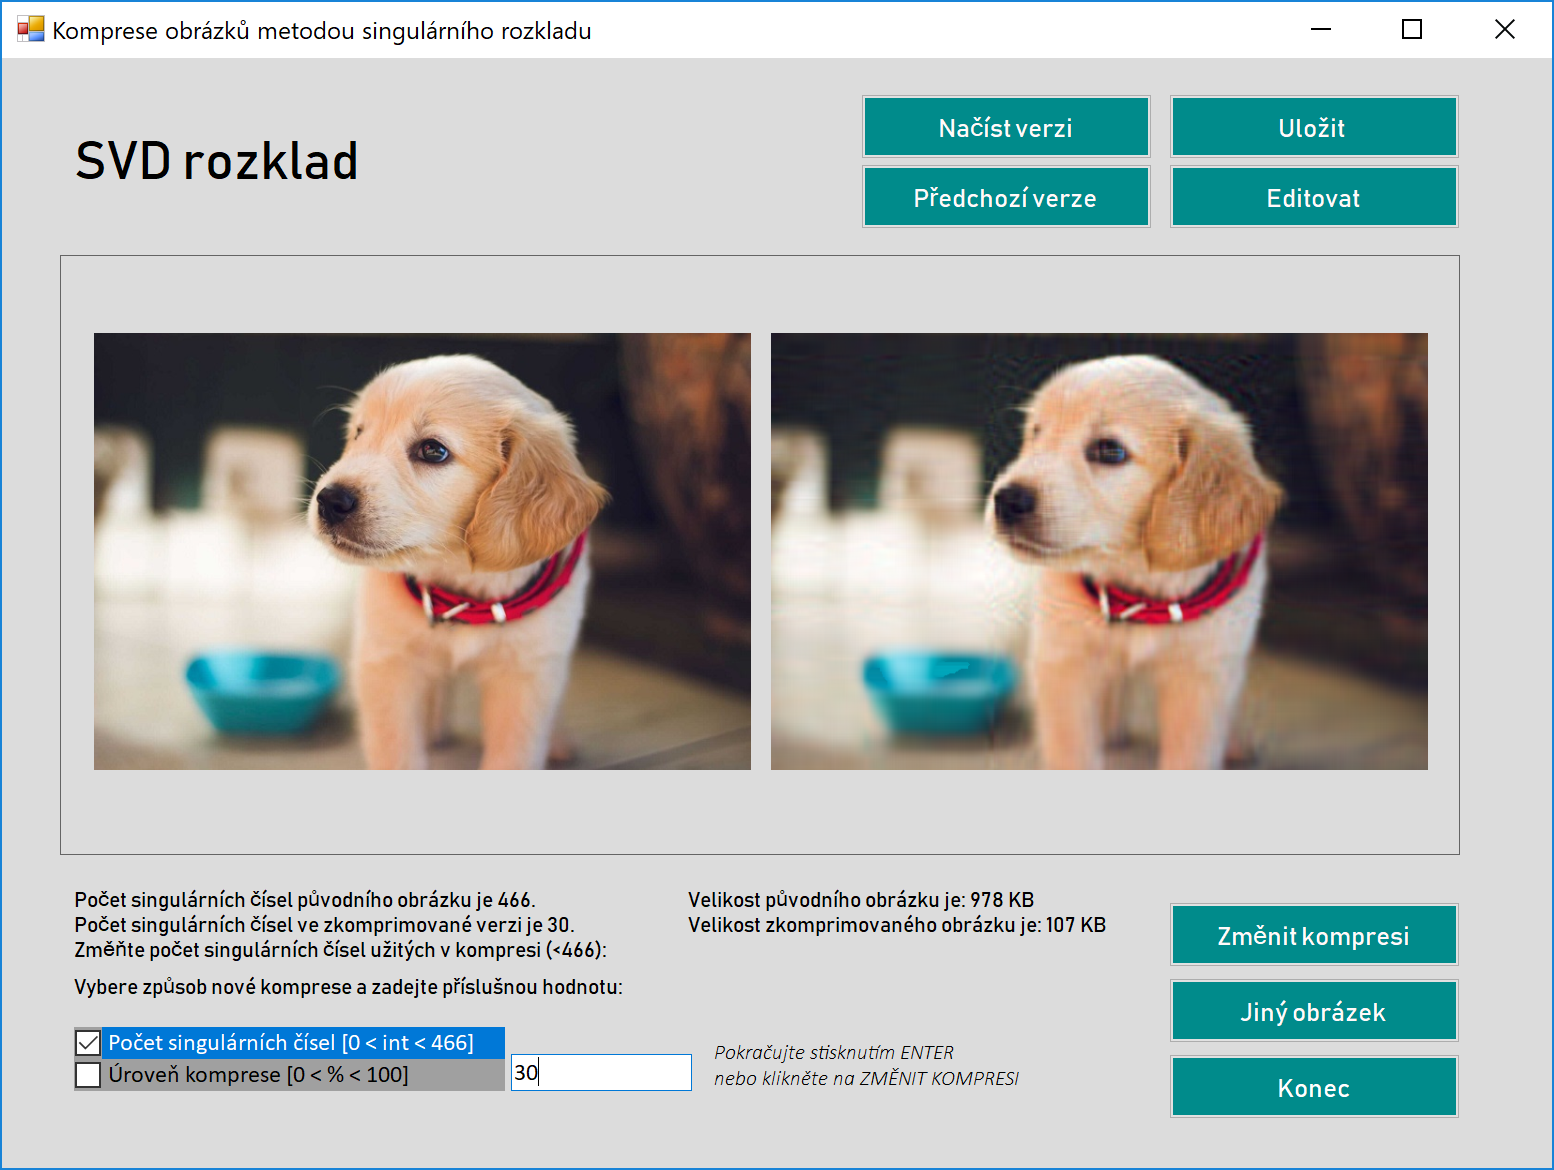 Komprese obrázků metodou singulárního rozkladu
SVD rozklad
Načíst verzi
Uložit
Předchozí verze
Editovat
Počet singulárních čísel původního obrázku je 466.
Počet singulárních čísel ve zkomprimované verzi je 30.
Změňte počet singulárních čísel užitých v kompresi (<466):
Velikost původního obrázku je: 978 KB
Velikost zkomprimovaného obrázku je: 107 KB
Vybere způsob nové komprese a zadejte příslušnou hodnotu:
Počet singulárních čísel [0 < int < 466]
Úroveň komprese [0 < % < 100]
30
Pokračujte stisknutím ENTER
nebo klikněte na ZMĚNIT KOMPRESI
Změnit kompresi
Jiný obrázek
Konec